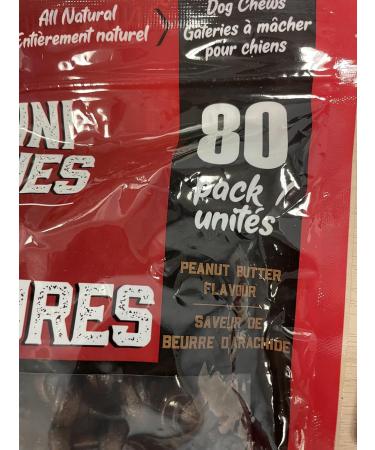 All Natural
Entièrement naturel
Dog Chews
Gâteries à mâcher
pour chiens
80
pack /
unités
PEANUT BUTTER
FLAVOUR
SAVEUR DE
BEURRE D'ARACHIDE